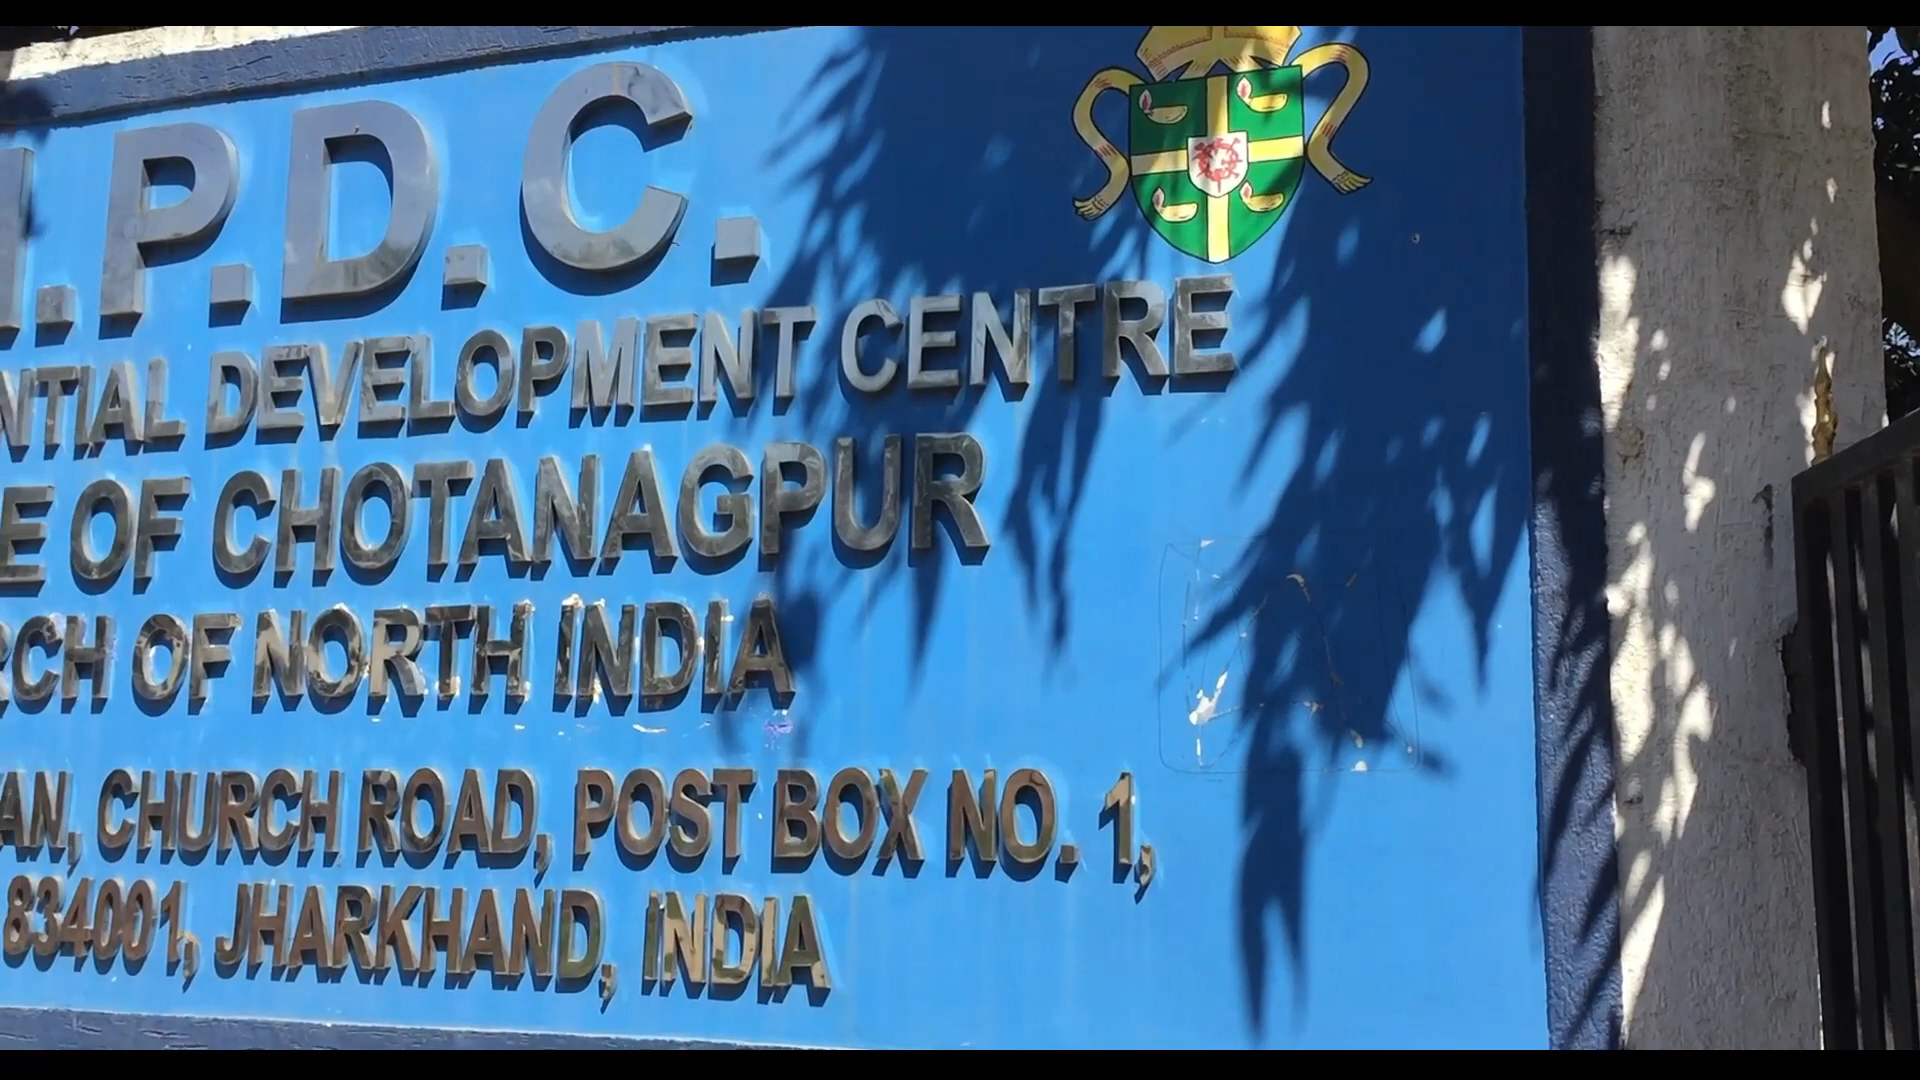 .P.D.C.
NTIAL DEVELOPMENT CENTRE
E OF CHOTANAGPUR
RCH OF NORTH INDIA
AN, CHURCH ROAD, POST BOX NO. 1,
834001, JHARKHAND, INDIA